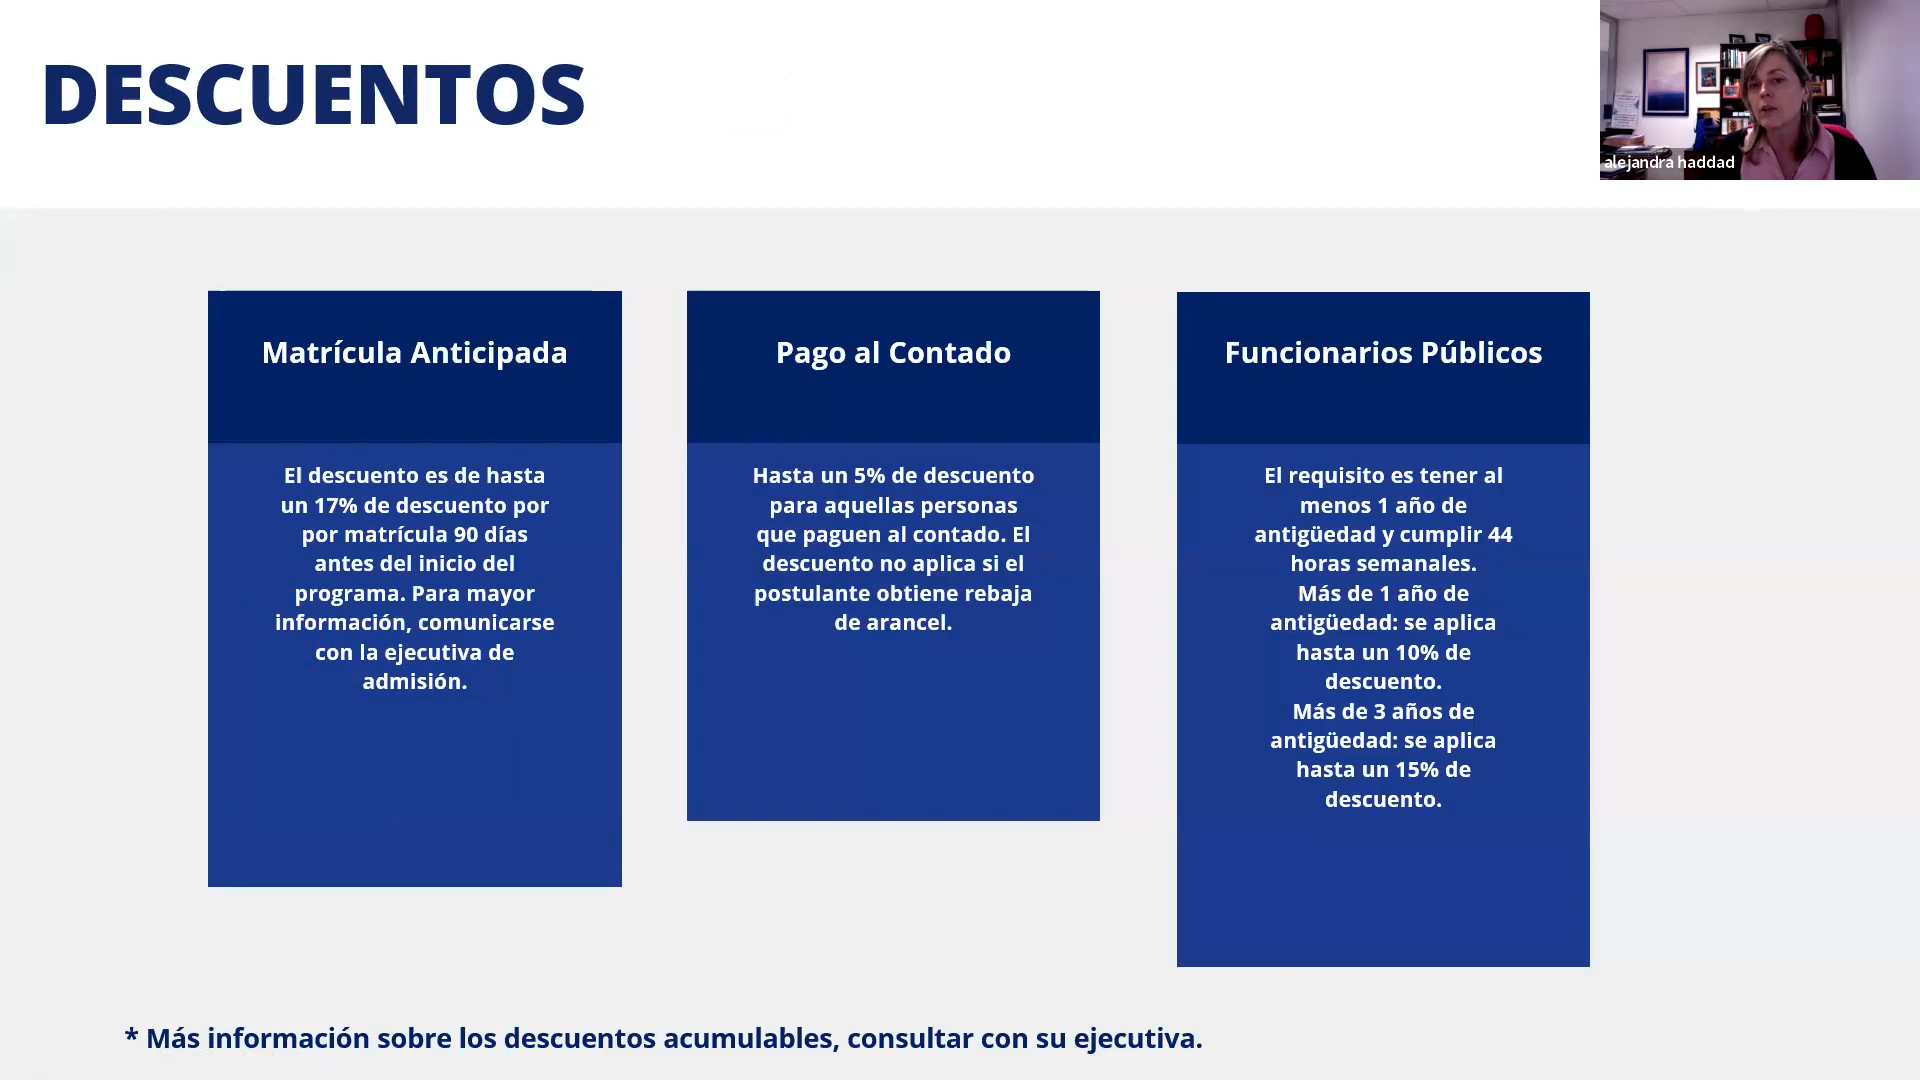 DESCUENTOS
alejandra haddad
Matrícula Anticipada
El descuento es de hasta
un 17% de descuento por
por matrícula 90 días
antes del inicio del
programa. Para mayor
información, comunicarse
con la ejecutiva de
admisión.
Pago al Contado
Hasta un 5% de descuento
para aquellas personas
que paguen al contado. El
descuento no aplica si el
postulante obtiene rebaja
de arancel.
Funcionarios Públicos
El requisito es tener al
menos 1 año de
antigüedad y cumplir 44
horas semanales.
Más de 1 año de
antigüedad: se aplica
hasta un 10% de
descuento.
Más de 3 años de
antigüedad: se aplica
hasta un 15% de
descuento.
* Más información sobre los descuentos acumulables, consultar con su ejecutiva.